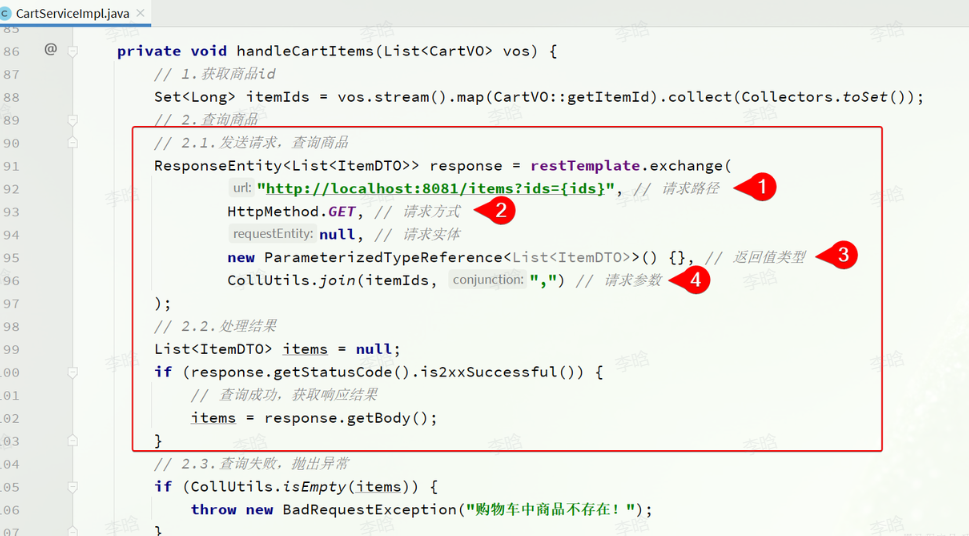 CartServiceImpl.java ×
85
86 @ private void handleCartItems(List<CartVO> vos) {
87 // 1.获取商品id
88 Set<Long> itemIds = vos.stream().map(CartVO::getItemId).collect(Collectors.toSet());
89 // 2.查询商品
90 // 2.1.发送请求，查询商品
91 ResponseEntity<List<ItemDTO>> response = restTemplate.exchange(
92 url: "http://localhost:8081/items?ids={ids}", // 请求路径 1
93 HttpMethod.GET, // 请求方式 2
94 requestEntity: null, // 请求实体
95 new ParameterizedTypeReference<List<ItemDTO>>() {}, // 返回值类型 3
96 CollUtils.join(itemIds, conjunction: ",") // 请求参数 4
97 );
98 // 2.2.处理结果
99 List<ItemDTO> items = null;
00 if (response.getStatusCode().is2xxSuccessful()) {
01 // 查询成功，获取响应结果
02 items = response.getBody();
03 }
04 // 2.3.查询失败，抛出异常
05 if (CollUtils.isEmpty(items)) {
06 throw new BadRequestException("购物车中商品不存在！");
07 }